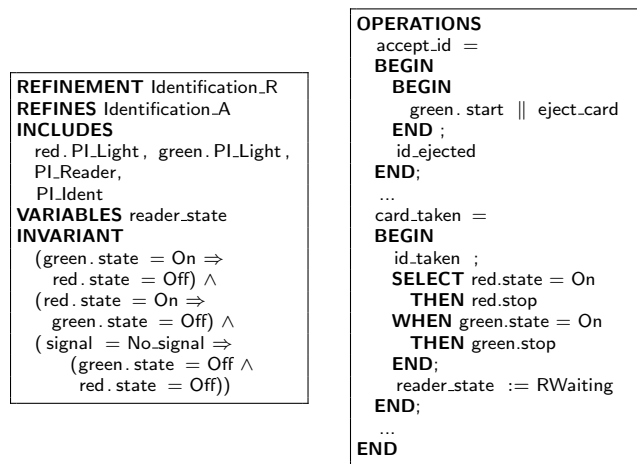 REFINEMENT Identification_R
REFINES Identification_A
INCLUDES
red.PI_Light, green.PI_Light,
PI_Reader,
PI_Ident
VARIABLES reader_state
INVARIANT
(green.state = On ⇒
red.state = Off) ∧
(red.state = On ⇒
green.state = Off) ∧
(signal = No_signal ⇒
(green.state = Off ∧
red.state = Off))
OPERATIONS
accept_id =
BEGIN
BEGIN
green.start || eject_card
END ;
id_ejected
END;
...
card_taken =
BEGIN
id_taken ;
SELECT red.state = On
THEN red.stop
WHEN green.state = On
THEN green.stop
END;
reader_state := RWaiting
END;
...
END